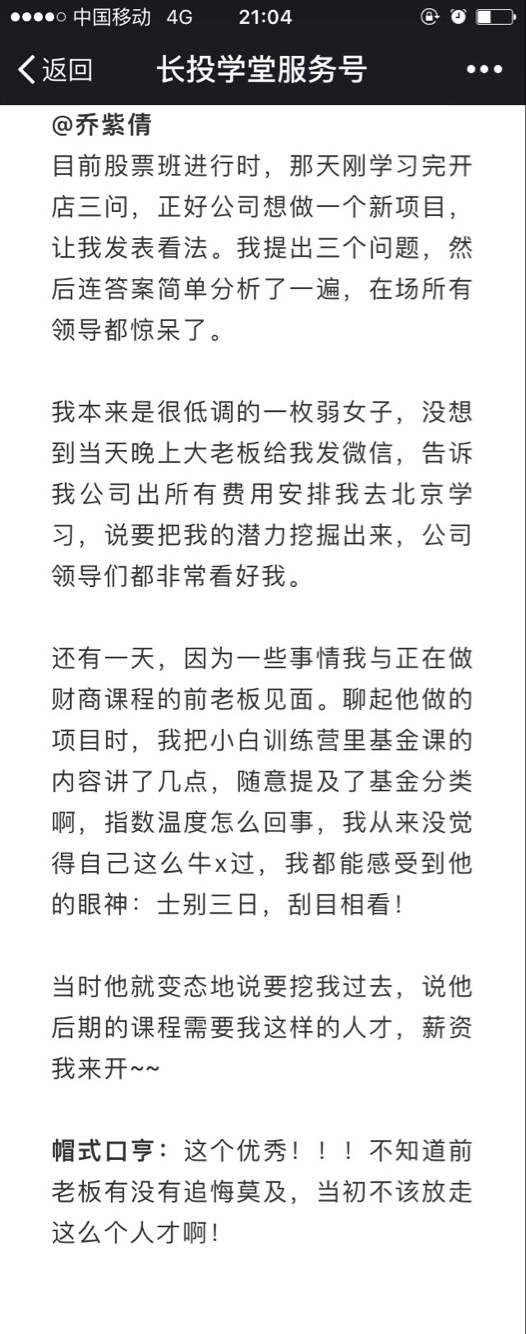 中国移动 4G 21:04
返回 长投学堂服务号
@乔紫倩
目前股票班进行时，那天刚学习完开
店三问，正好公司想做一个新项目，
让我发表看法。我提出三个问题，然
后连答案简单分析了一遍，在场所有
领导都惊呆了。
我本来是很低调的一枚弱女子，没想
到当天晚上大老板给我发微信，告诉
我公司出所有费用安排我去北京学
习，说要把我的潜力挖掘出来，公司
领导们都非常看好我。
还有一天，因为一些事情我与正在做
财商课程的前老板见面。聊起他做的
项目时，我把小白训练营里基金课的
内容讲了几点，随意提及了基金分类
啊，指数温度怎么回事，我从来没觉
得自己这么牛x过，我都能感受到他
的眼神：士别三日，刮目相看！
当时他就变态地说要挖我过去，说他
后期的课程需要我这样的人才，薪资
我来开~~
帽式口亨：这个优秀！！！不知道前
老板有没有追悔莫及，当初不该放走
这么个人才啊！